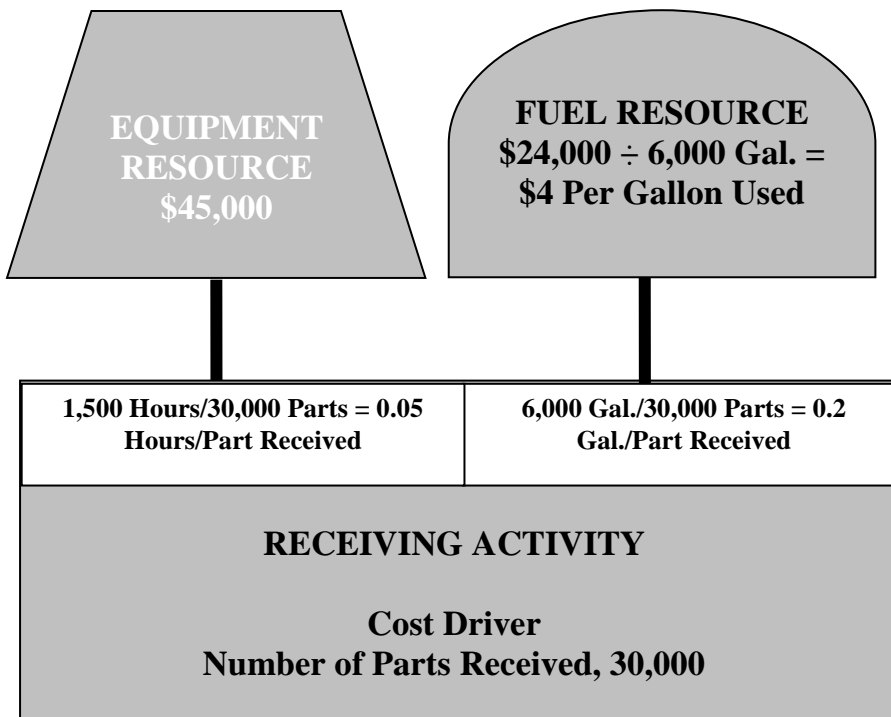 EQUIPMENT
RESOURCE
$45,000
FUEL RESOURCE
$24,000 ÷ 6,000 Gal. =
$4 Per Gallon Used
1,500 Hours/30,000 Parts = 0.05
Hours/Part Received
6,000 Gal./30,000 Parts = 0.2
Gal./Part Received
RECEIVING ACTIVITY
Cost Driver
Number of Parts Received, 30,000